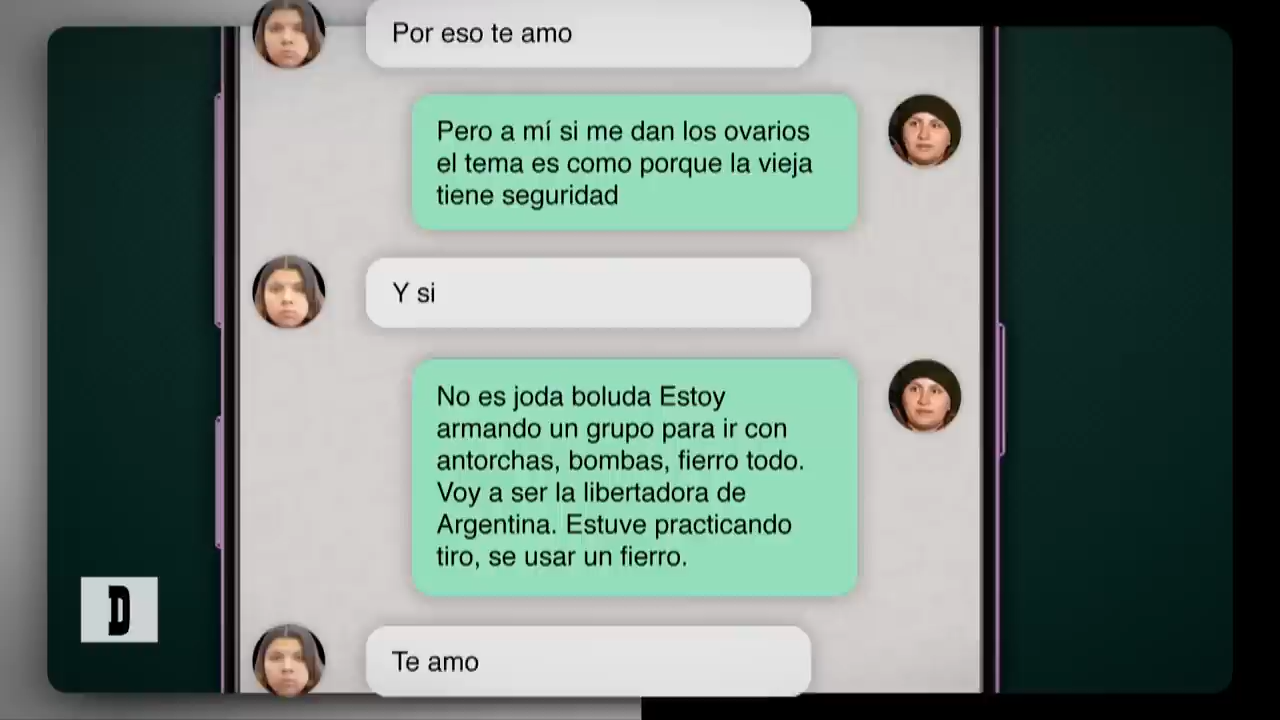 Por eso te amo
Pero a mí si me dan los ovarios
el tema es como porque la vieja
tiene seguridad
Y si
No es joda boluda Estoy
armando un grupo para ir con
antorchas, bombas, fierro todo.
Voy a ser la libertadora de
Argentina. Estuve practicando
tiro, se usar un fierro.
D
Te amo